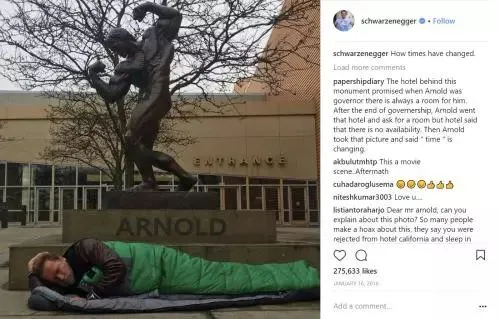 schwarzenegger • Follow
schwarzenegger How times have changed.
Load more comments
papershipdiary The hotel behind this
monument promised when Arnold was
governor there is always a room for him.
After the end of governership, Arnold went
that hotel and ask for a room but hotel said
that there is no availability. Then Arnold
took that picture and said “ time ” is
changing.
akbulutmhtp This a movie
scene..Afternath
cuhadaroglusema 😄😄😄👍👍👍
niteshkumar3003 Love u....
listiantoraharjo Dear mr arnold, can you
explain about this photo? So many people
make a hoax about this, they say you were
rejected from hotel california and sleep in
275,633 likes
JANUARY 16, 2016
Add a comment...
ENTRANCE
ARNOLD